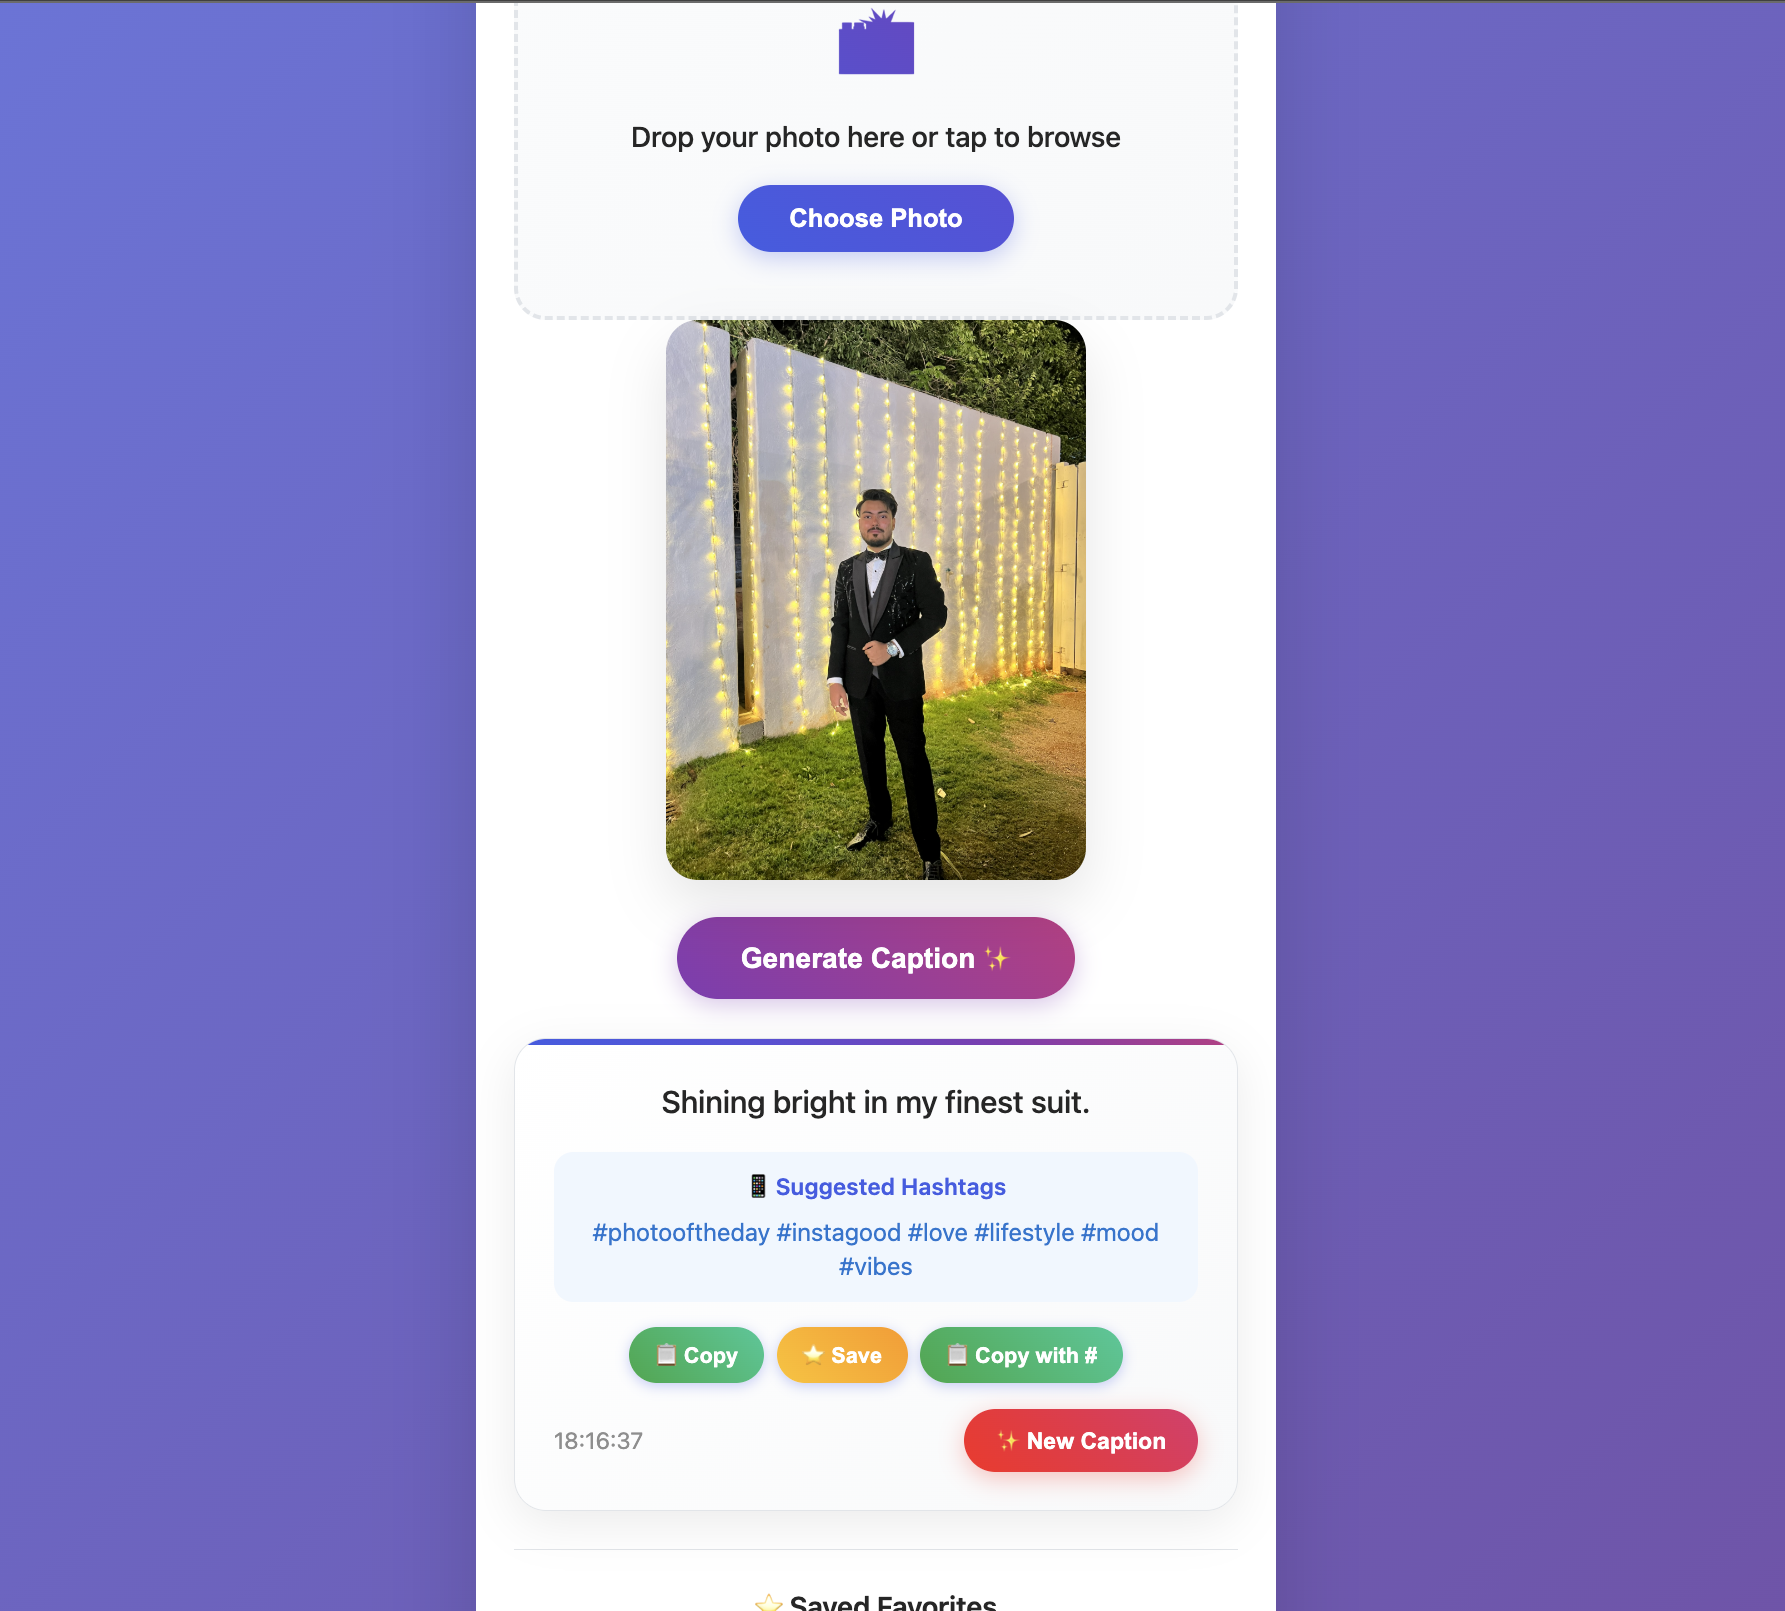 Drop your photo here or tap to browse
Choose Photo
Generate Caption ✨
Shining bright in my finest suit.
📱 Suggested Hashtags
#photooftheday #instagood #love #lifestyle #mood
#vibes
📋 Copy
⭐ Save
📋 Copy with #
18:16:37
✨ New Caption
⭐ Saved Favorites